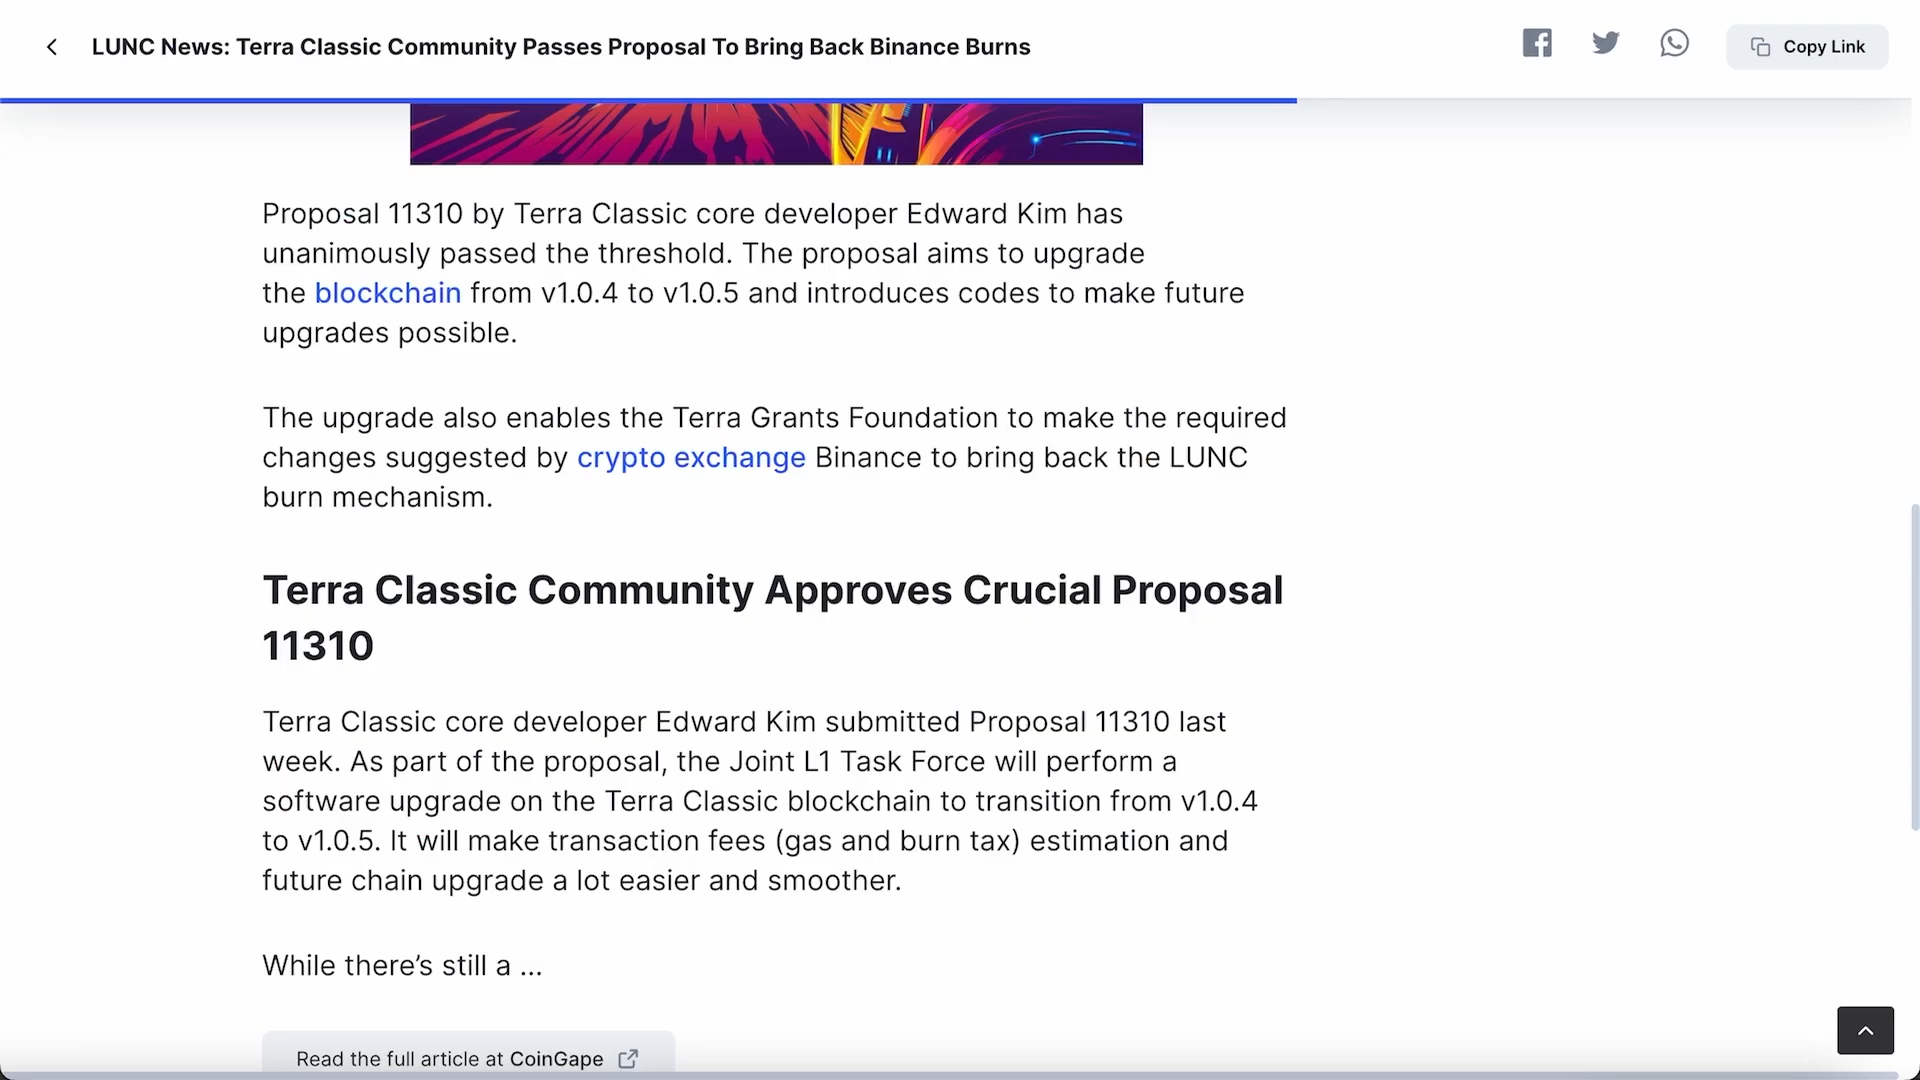 LUNC News: Terra Classic Community Passes Proposal To Bring Back Binance Burns
Copy Link
Proposal 11310 by Terra Classic core developer Edward Kim has
unanimously passed the threshold. The proposal aims to upgrade
the blockchain from v1.0.4 to v1.0.5 and introduces codes to make future
upgrades possible.
The upgrade also enables the Terra Grants Foundation to make the required
changes suggested by crypto exchange Binance to bring back the LUNC
burn mechanism.
Terra Classic Community Approves Crucial Proposal
11310
Terra Classic core developer Edward Kim submitted Proposal 11310 last
week. As part of the proposal, the Joint L1 Task Force will perform a
software upgrade on the Terra Classic blockchain to transition from v1.0.4
to v1.0.5. It will make transaction fees (gas and burn tax) estimation and
future chain upgrade a lot easier and smoother.
While there’s still a ...
Read the full article at CoinGape